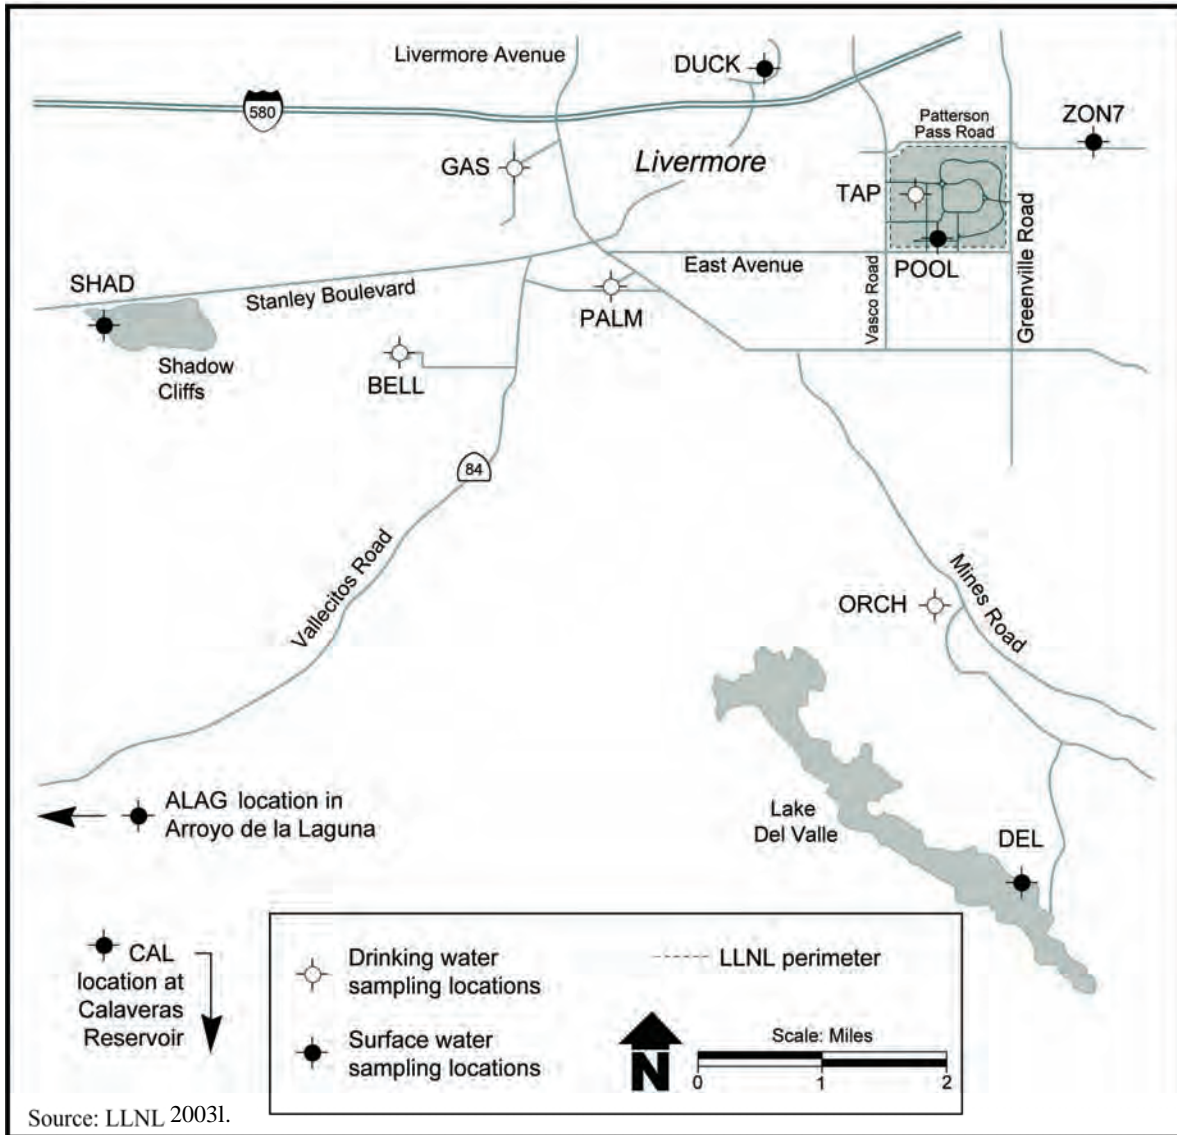 Livermore Avenue
DUCK
580
ZON7
Patterson
Pass Road
GAS
Livermore
TAP
Greenville Road
SHAD
East Avenue
POOL
Stanley Boulevard
Vasco Road
PALM
Shadow
Cliffs
BELL
84
Vallecitos Road
Mines Road
ORCH
ALAG location in
Arroyo de la Laguna
Lake
Del Valle
DEL
CAL
location at
Calaveras
Reservoir
Drinking water
sampling locations
LLNL perimeter
Surface water
sampling locations
N
Scale: Miles
0 1 2
Source: LLNL 2003l.